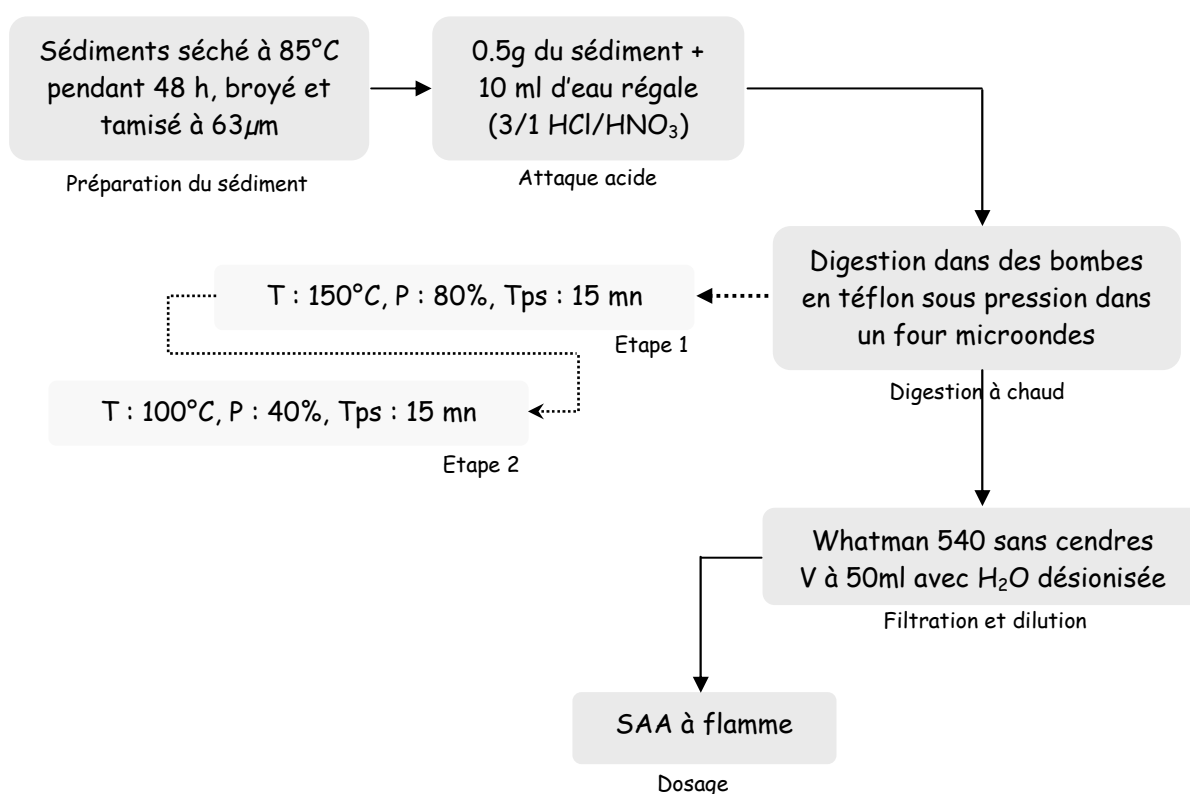 Sédiments séché à 85°C
pendant 48 h, broyé et
tamisé à 63µm
Préparation du sédiment
0.5g du sédiment +
10 ml d'eau régale
(3/1 HCl/HNO₃)
Attaque acide
Digestion dans des bombes
en téflon sous pression dans
un four microondes
Digestion à chaud
T : 150°C, P : 80%, Tps : 15 mn
Etape 1
T : 100°C, P : 40%, Tps : 15 mn
Etape 2
Whatman 540 sans cendres
V à 50ml avec H₂O désionisée
Filtration et dilution
SAA à flamme
Dosage